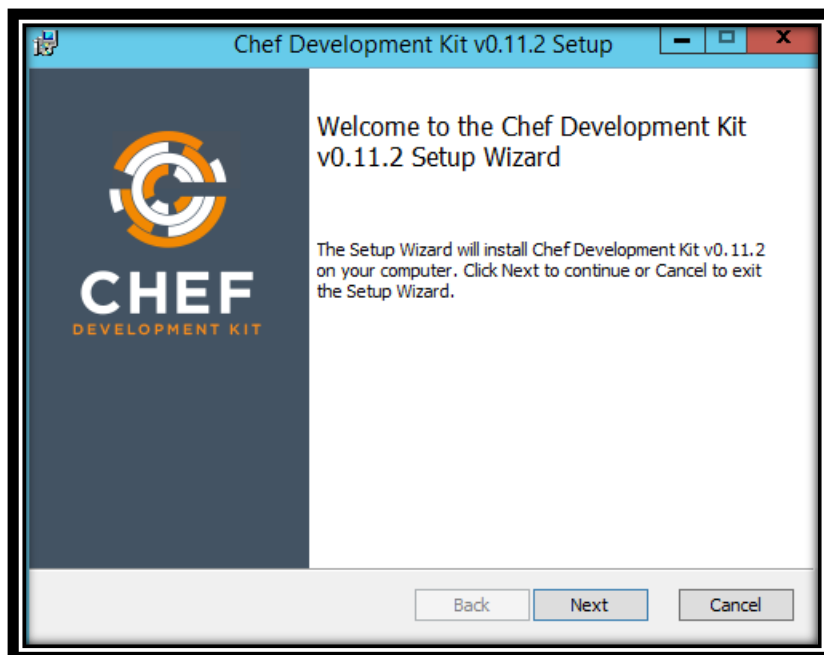 Chef Development Kit v0.11.2 Setup
Welcome to the Chef Development Kit
v0.11.2 Setup Wizard
The Setup Wizard will install Chef Development Kit v0.11.2
on your computer. Click Next to continue or Cancel to exit
the Setup Wizard.
CHEF
DEVELOPMENT KIT
Back Next Cancel